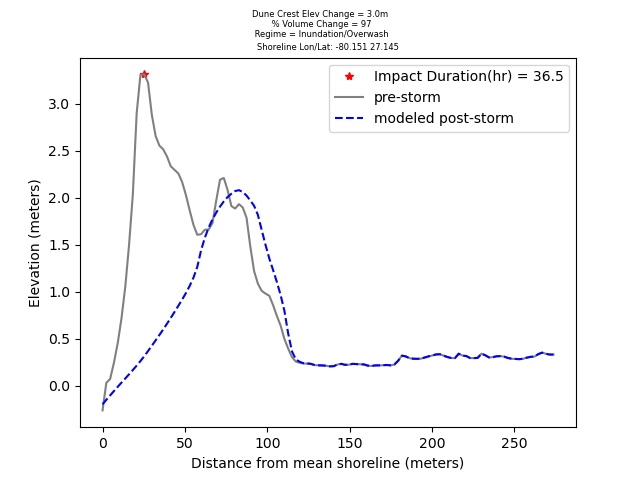 Dune Crest Elev Change = 3.0m
% Volume Change = 97
Regime = Inundation/Overwash
Shoreline Lon/Lat: -80.151 27.145
Impact Duration(hr) = 36.5
pre-storm
modeled post-storm
Elevation (meters)
3.0
2.5
2.0
1.5
1.0
0.5
0.0
0 50 100 150 200 250
Distance from mean shoreline (meters)